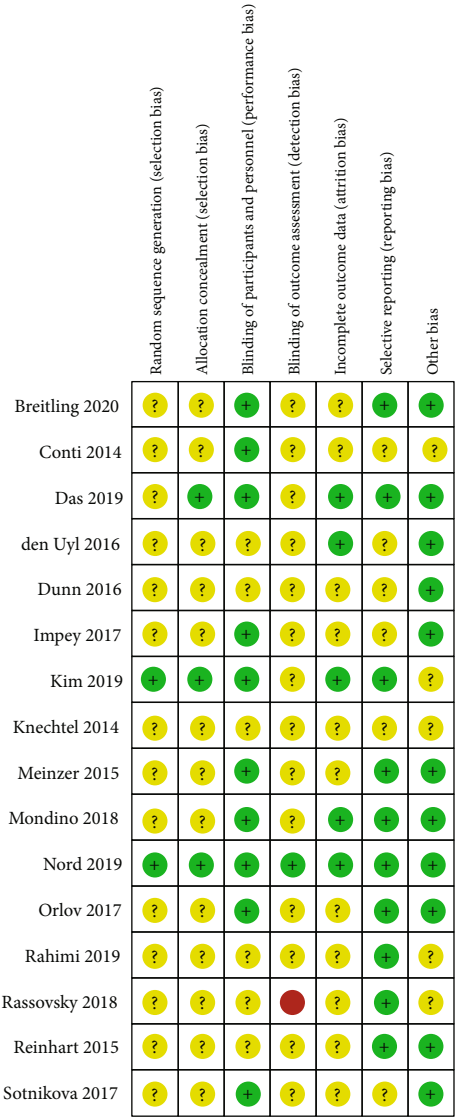 Random sequence generation (selection bias)
Allocation concealment (selection bias)
Blinding of participants and personnel (performance bias)
Blinding of outcome assessment (detection bias)
Incomplete outcome data (attrition bias)
Selective reporting (reporting bias)
Other bias
Breitling 2020 ? ? + ? ? + +
Conti 2014 ? ? + ? ? ? ?
Das 2019 ? + + ? + + +
den Uyl 2016 ? ? ? ? + ? +
Dunn 2016 ? ? ? ? ? ? +
Impey 2017 ? ? + ? ? ? +
Kim 2019 + + + ? + + ?
Knechtel 2014 ? ? ? ? ? ? ?
Meinzer 2015 ? ? + ? ? + +
Mondino 2018 ? ? + ? + + +
Nord 2019 + + + + + + +
Orlov 2017 ? ? + ? ? + +
Rahimi 2019 ? ? ? ? ? + ?
Rassovsky 2018 ? ? ? ? + ?
Reinhart 2015 ? ? ? ? ? + +
Sotnikova 2017 ? ? + ? ? ? +